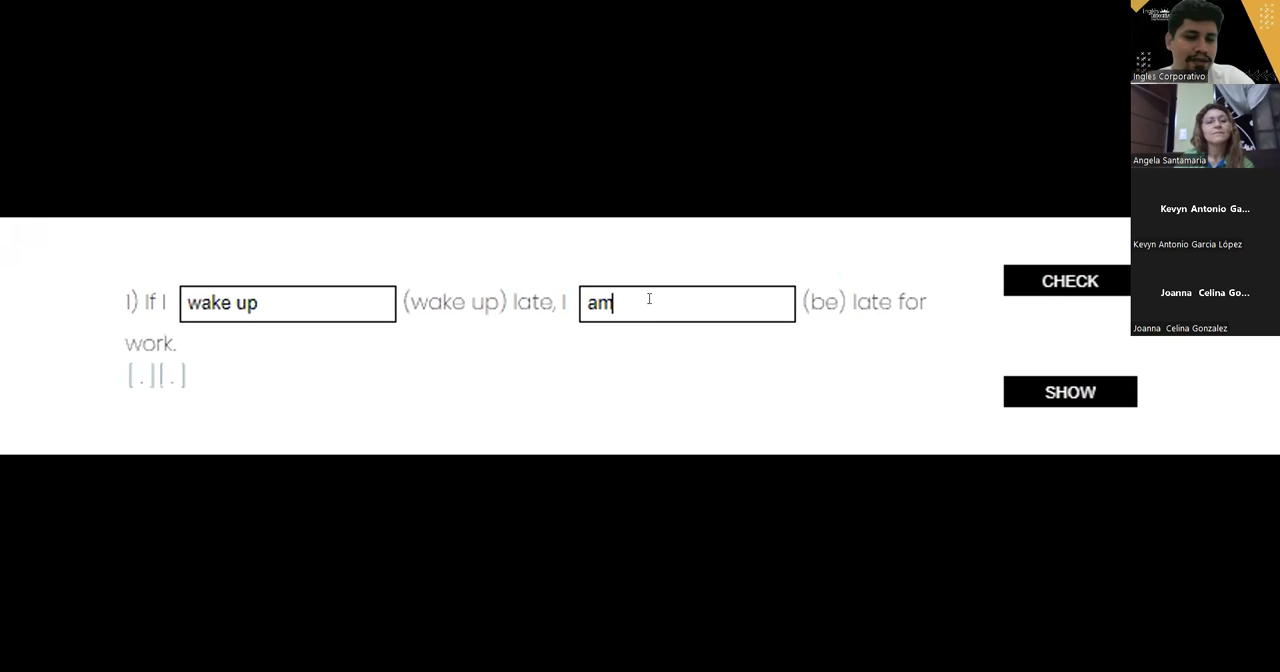 1) If I wake up (wake up) late, I am (be) late for
work.
[ . ][ . ]
CHECK
SHOW
Ingles Corporativo
Angela Santamaria
Kevyn Antonio Ga...
Kevyn Antonio Garcia López
Joanna Celina Go...
Joanna Celina Gonzalez